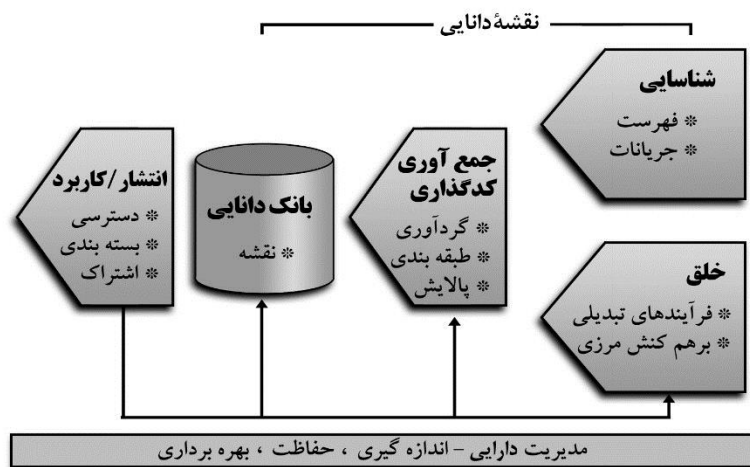 نقشهٔ دانایی
شناسایی
* فهرست
* جریانات
خلق
* فرآیندهای تبدیلی
* برهم کنش مرزی
جمع آوری
کدگذاری
* گردآوری
* طبقه بندی
* پالایش
بانک دانایی
* نقشه
انتشار/کاربرد
* دسترسی
* بسته بندی
* اشتراک
مدیریت دارایی – اندازه گیری ، حفاظت ، بهره برداری